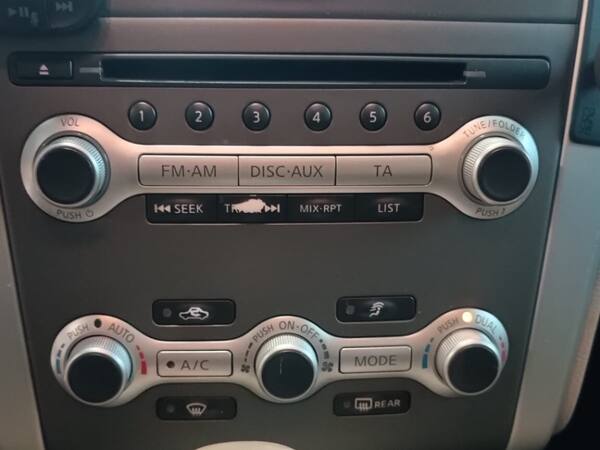 1 2 3 4 5 6
VOL
TUNE/FOLDER
FM·AM DISC·AUX TA
PUSH
PUSH
SEEK MIX·RPT LIST
PUSH AUTO
PUSH ON·OFF
PUSH DUAL
A/C
MODE
REAR